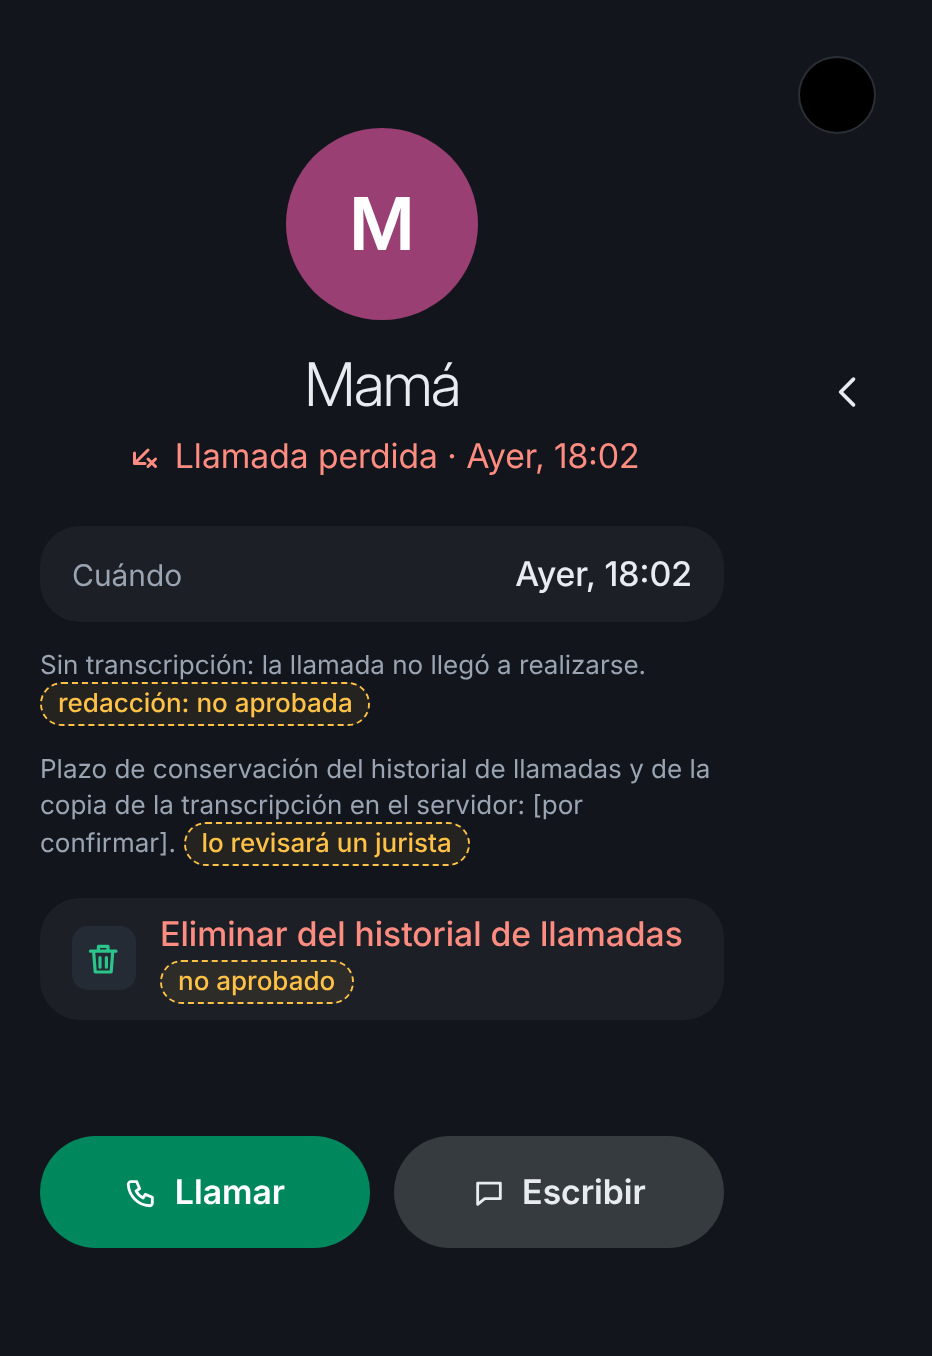 M
Mamá
Llamada perdida · Ayer, 18:02
Cuándo Ayer, 18:02
Sin transcripción: la llamada no llegó a realizarse.
redacción: no aprobada
Plazo de conservación del historial de llamadas y de la
copia de la transcripción en el servidor: [por
confirmar]. lo revisará un jurista
Eliminar del historial de llamadas
no aprobado
Llamar Escribir